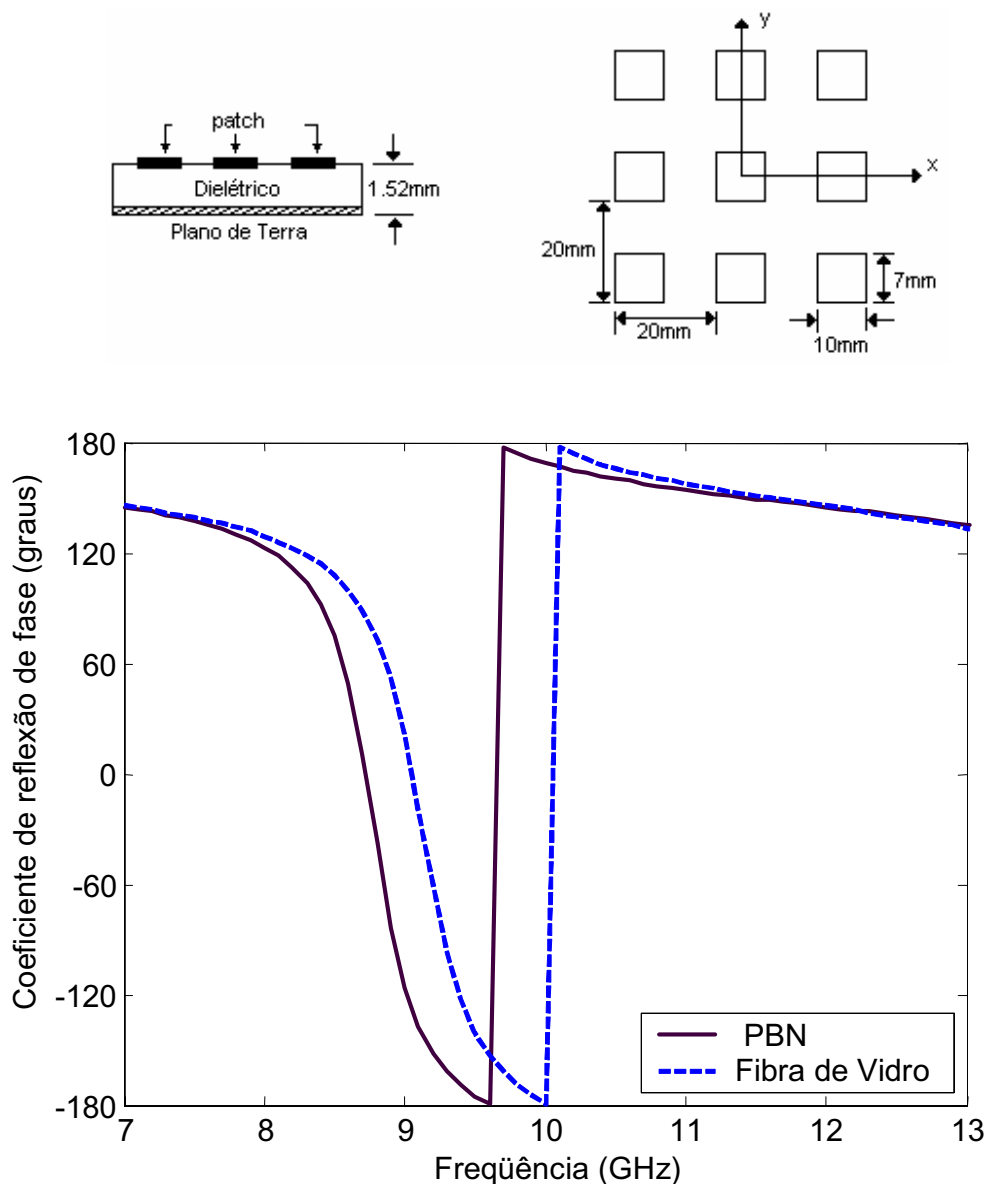 patch
Dielétrico
1.52mm
Plano de Terra
y
x
20mm
20mm
7mm
10mm
180
120
60
0
-60
-120
-180
Coeficiente de reflexão de fase (graus)
PBN
Fibra de Vidro
7 8 9 10 11 12 13
Freqüência (GHz)